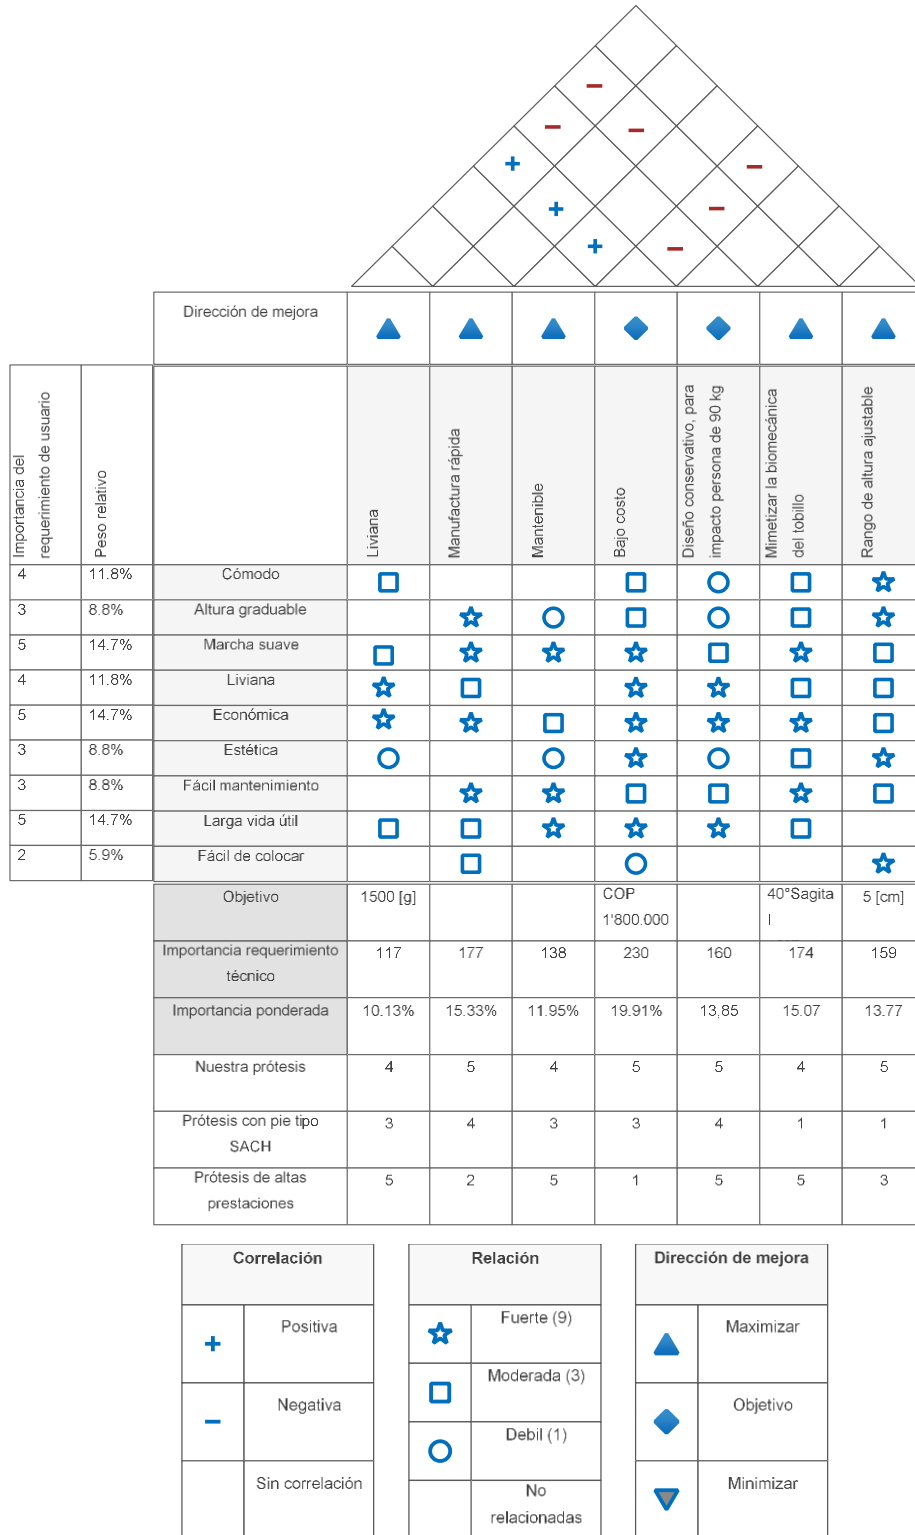 Dirección de mejora
Importancia del
requerimiento de usuario
Peso relativo
Liviana
Manufactura rápida
Mantenible
Bajo costo
Diseño conservativo, para
impacto persona de 90 kg
Mimetizar la biomecánica
del tobillo
Rango de altura ajustable
4 11.8% Cómodo
3 8.8% Altura graduable
5 14.7% Marcha suave
4 11.8% Liviana
5 14.7% Económica
3 8.8% Estética
3 8.8% Fácil mantenimiento
5 14.7% Larga vida útil
2 5.9% Fácil de colocar
Objetivo 1500 [g] COP 40°Sagita 5 [cm]
1'800.000 l
Importancia requerimiento 117 177 138 230 160 174 159
técnico
Importancia ponderada 10.13% 15.33% 11.95% 19.91% 13,85 15.07 13.77
Nuestra prótesis 4 5 4 5 5 4 5
Prótesis con pie tipo 3 4 3 3 4 1 1
SACH
Prótesis de altas 5 2 5 1 5 5 3
prestaciones
Correlación
+ Positiva
− Negativa
Sin correlación
Relación
Fuerte (9)
Moderada (3)
Debil (1)
No
relacionadas
Dirección de mejora
Maximizar
Objetivo
Minimizar